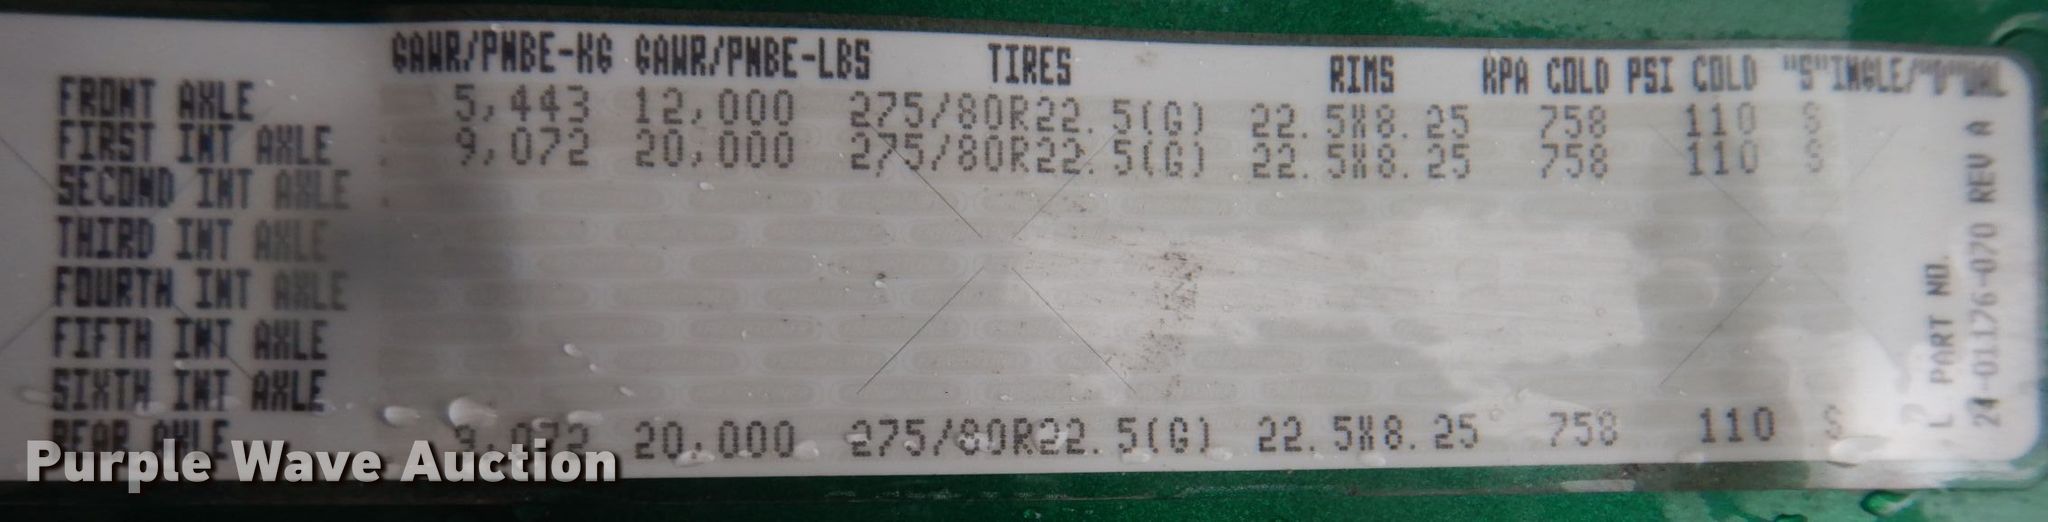 GAWR/PNBE-KG GAWR/PNBE-LBS TIRES RIMS KPA COLD PSI COLD "S"INGLE/"D"UAL
FRONT AXLE 5,443 12,000 275/80R22.5(G) 22.5X8.25 758 110 S
FIRST INT AXLE 9,072 20,000 275/80R22.5(G) 22.5X8.25 758 110 S
SECOND INT AXLE
THIRD INT AXLE
FOURTH INT AXLE
FIFTH INT AXLE
SIXTH INT AXLE
REAR AXLE 9,072 20,000 275/80R22.5(G) 22.5X8.25 758 110 S
PART NO.
24-01176-070 REV A
Purple Wave Auction